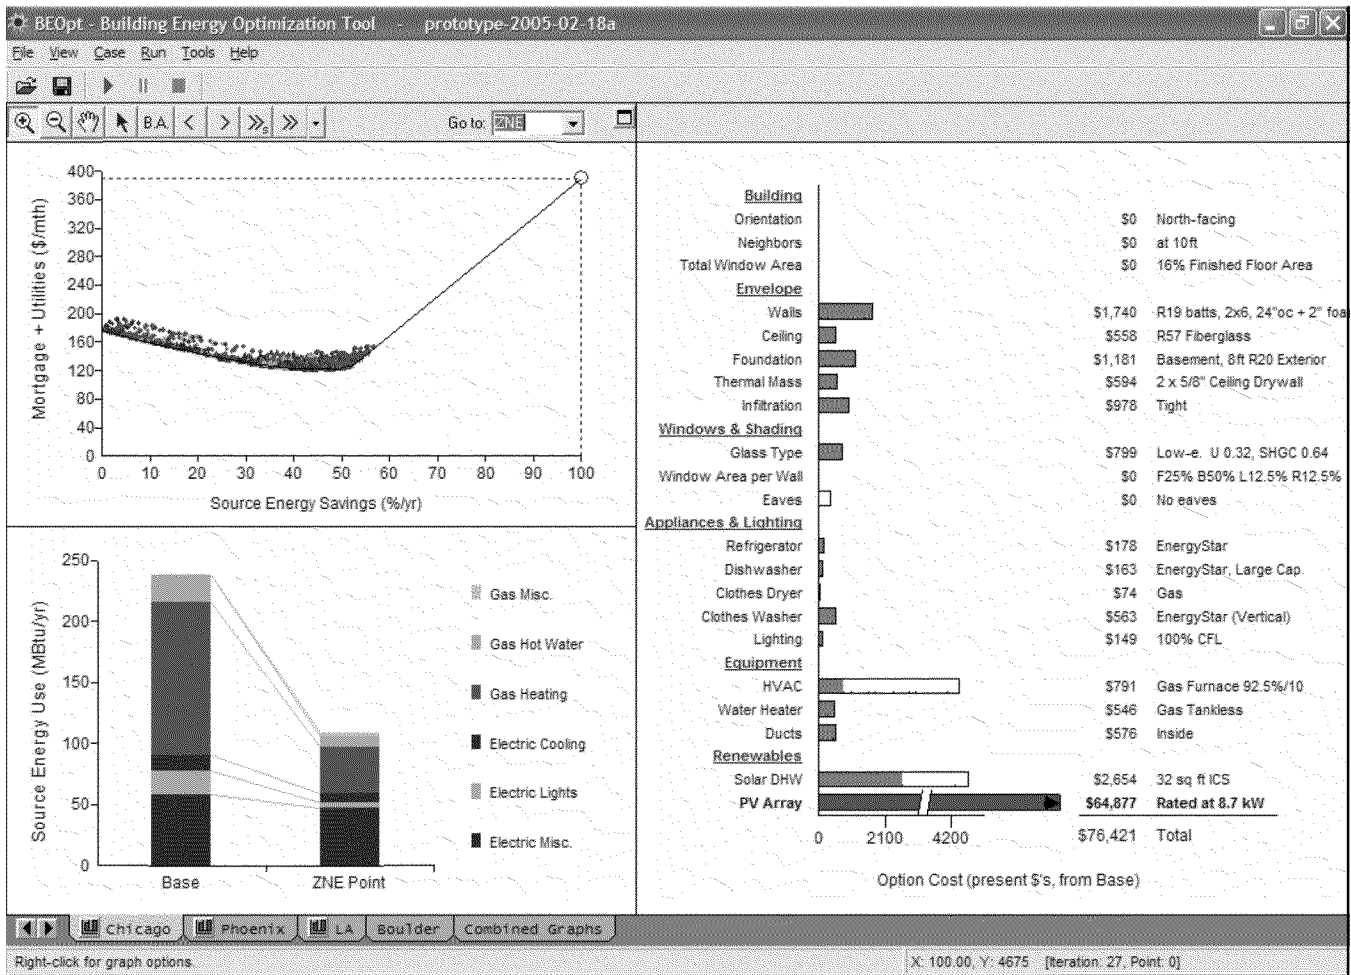 BEOpt - Building Energy Optimization Tool - prototype-2005-02-18a
File View Case Run Tools Help
B.A. Go to: ZNE
Mortgage + Utilities ($/mth)
400
360
320
280
240
200
160
120
80
40
0
0 10 20 30 40 50 60 70 80 90 100
Source Energy Savings (%/yr)
Source Energy Use (MBtu/yr)
250
200
150
100
50
0
Base ZNE Point
Gas Misc.
Gas Hot Water
Gas Heating
Electric Cooling
Electric Lights
Electric Misc.
Building
Orientation $0 North-facing
Neighbors $0 at 10ft
Total Window Area $0 16% Finished Floor Area
Envelope
Walls $1,740 R19 batts, 2x6, 24"oc + 2" foa
Ceiling $558 R57 Fiberglass
Foundation $1,181 Basement, 8ft R20 Exterior
Thermal Mass $594 2 x 5/8" Ceiling Drywall
Infiltration $978 Tight
Windows & Shading
Glass Type $799 Low-e. U 0.32, SHGC 0.64
Window Area per Wall $0 F25% B50% L12.5% R12.5%
Eaves $0 No eaves
Appliances & Lighting
Refrigerator $178 EnergyStar
Dishwasher $163 EnergyStar, Large Cap.
Clothes Dryer $74 Gas
Clothes Washer $563 EnergyStar (Vertical)
Lighting $149 100% CFL
Equipment
HVAC $791 Gas Furnace 92.5%/10
Water Heater $546 Gas Tankless
Ducts $576 Inside
Renewables
Solar DHW $2,654 32 sq ft ICS
PV Array $64,877 Rated at 8.7 kW
0 2100 4200 $76,421 Total
Option Cost (present $'s, from Base)
Chicago Phoenix LA Boulder Combined Graphs
Right-click for graph options. X: 100.00, Y: 4675 [Iteration: 27, Point: 0]